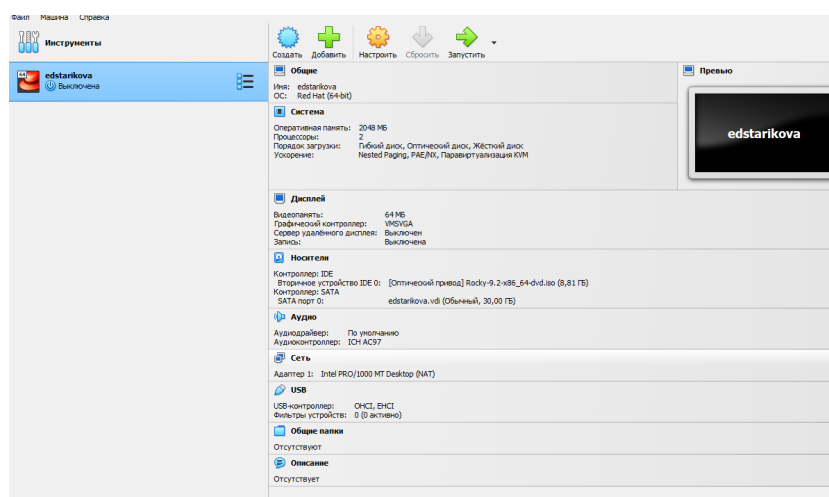 Файл Машина Справка
Инструменты
Создать Добавить Настроить Сбросить Запустить
64 edstarikova
Выключена
Общие
Имя: edstarikova
ОС: Red Hat (64-bit)
Превью
edstarikova
Система
Оперативная память: 2048 МБ
Процессоры: 2
Порядок загрузки: Гибкий диск, Оптический диск, Жёсткий диск
Ускорение: Nested Paging, PAE/NX, Паравиртуализация KVM
Дисплей
Видеопамять: 64 МБ
Графический контроллер: VMSVGA
Сервер удалённого дисплея: Выключен
Запись: Выключена
Носители
Контроллер: IDE
Вторичное устройство IDE 0: [Оптический привод] Rocky-9.2-x86_64-dvd.iso (8,81 ГБ)
Контроллер: SATA
SATA порт 0: edstarikova.vdi (Обычный, 30,00 ГБ)
Аудио
Аудиодрайвер: По умолчанию
Аудиоконтроллер: ICH AC97
Сеть
Адаптер 1: Intel PRO/1000 MT Desktop (NAT)
USB
USB-контроллер: OHCI, EHCI
Фильтры устройств: 0 (0 активно)
Общие папки
Отсутствуют
Описание
Отсутствует